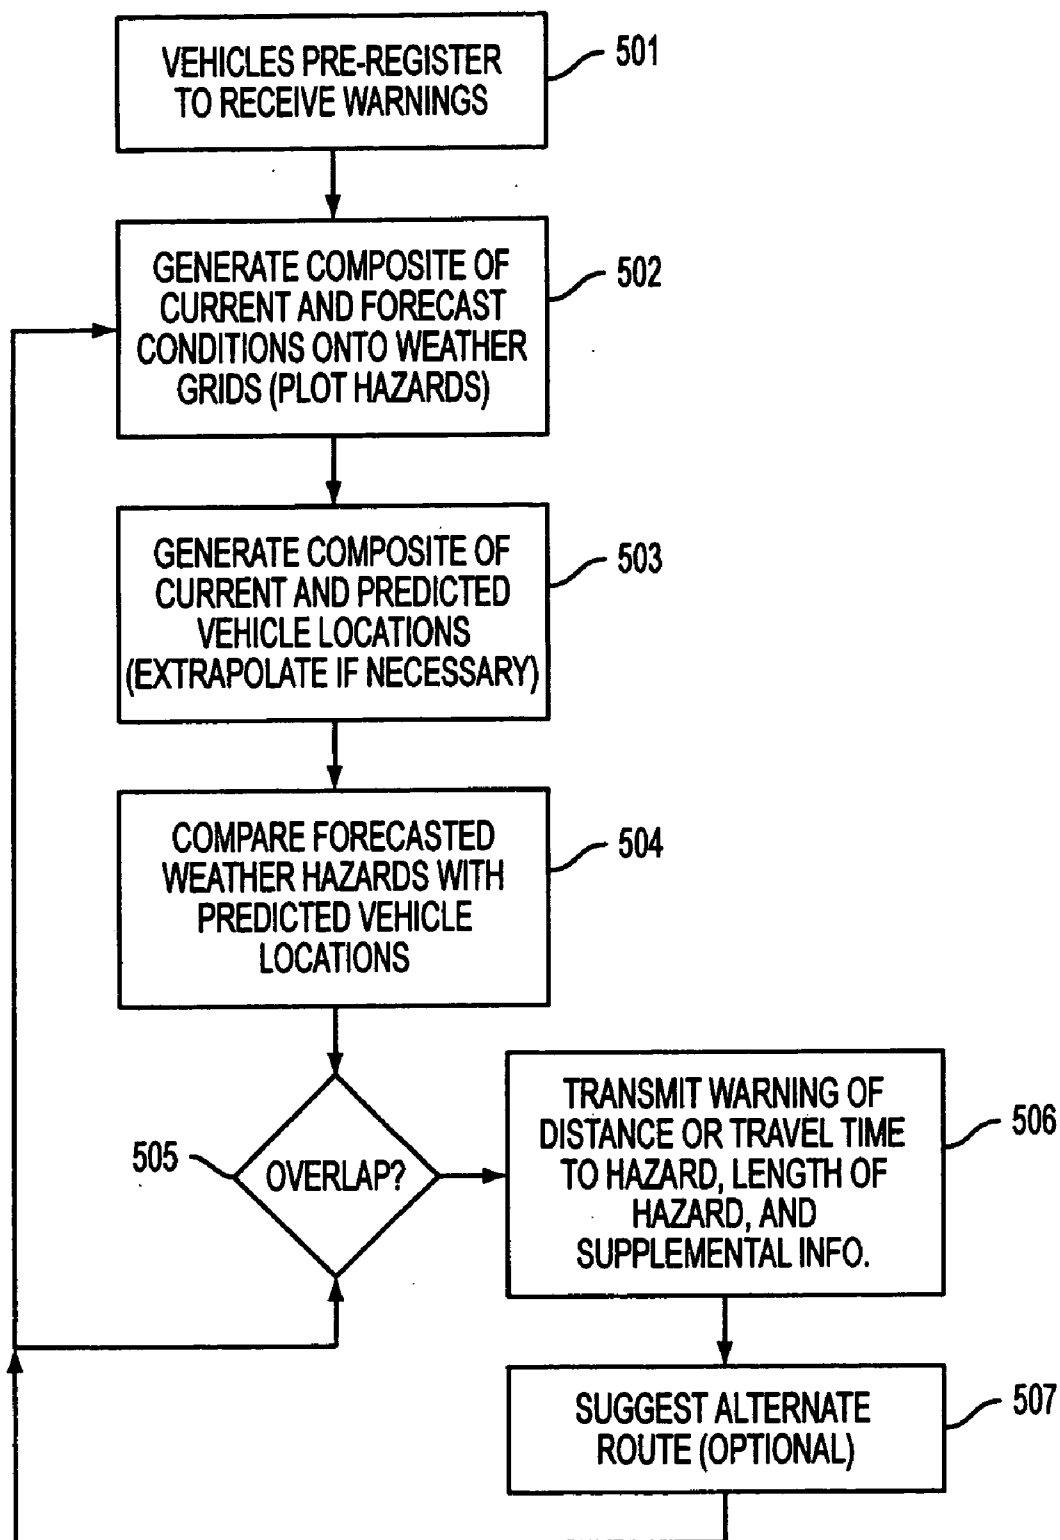 VEHICLES PRE-REGISTER
TO RECEIVE WARNINGS
501
GENERATE COMPOSITE OF
CURRENT AND FORECAST
CONDITIONS ONTO WEATHER
GRIDS (PLOT HAZARDS)
502
GENERATE COMPOSITE OF
CURRENT AND PREDICTED
VEHICLE LOCATIONS
(EXTRAPOLATE IF NECESSARY)
503
COMPARE FORECASTED
WEATHER HAZARDS WITH
PREDICTED VEHICLE
LOCATIONS
504
505
OVERLAP?
TRANSMIT WARNING OF
DISTANCE OR TRAVEL TIME
TO HAZARD, LENGTH OF
HAZARD, AND
SUPPLEMENTAL INFO.
506
SUGGEST ALTERNATE
ROUTE (OPTIONAL)
507